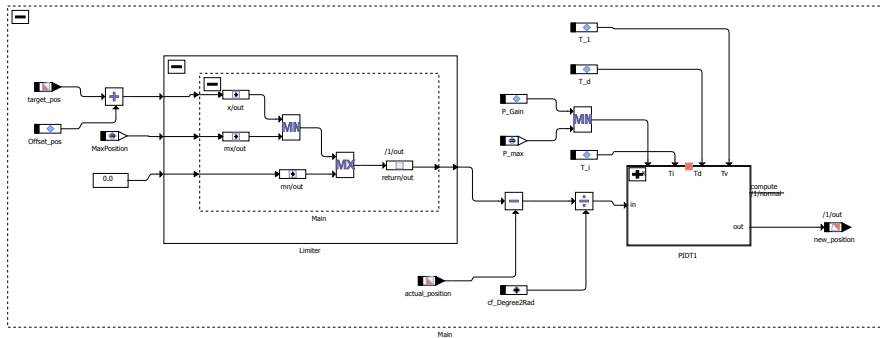 T_1
T_d
target_pos
x/out
MN
P_Gain
MN
Offset_pos
MaxPosition
mx/out
/1/out
MX
P_max
T_i
0.0
mn/out
return/out
Ti
Td
Tv
compute
/1/normal
in
Main
/1/out
out
new_position
Limiter
PIDT1
actual_position
cf_Degree2Rad
Main